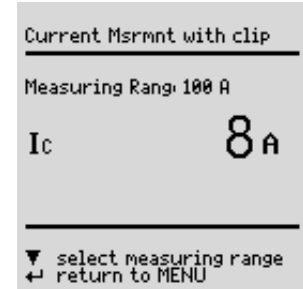 Current Msrmnt with clip
Measuring Rang: 100 A
Ic 8 A
▼ select measuring range
↵ return to MENU